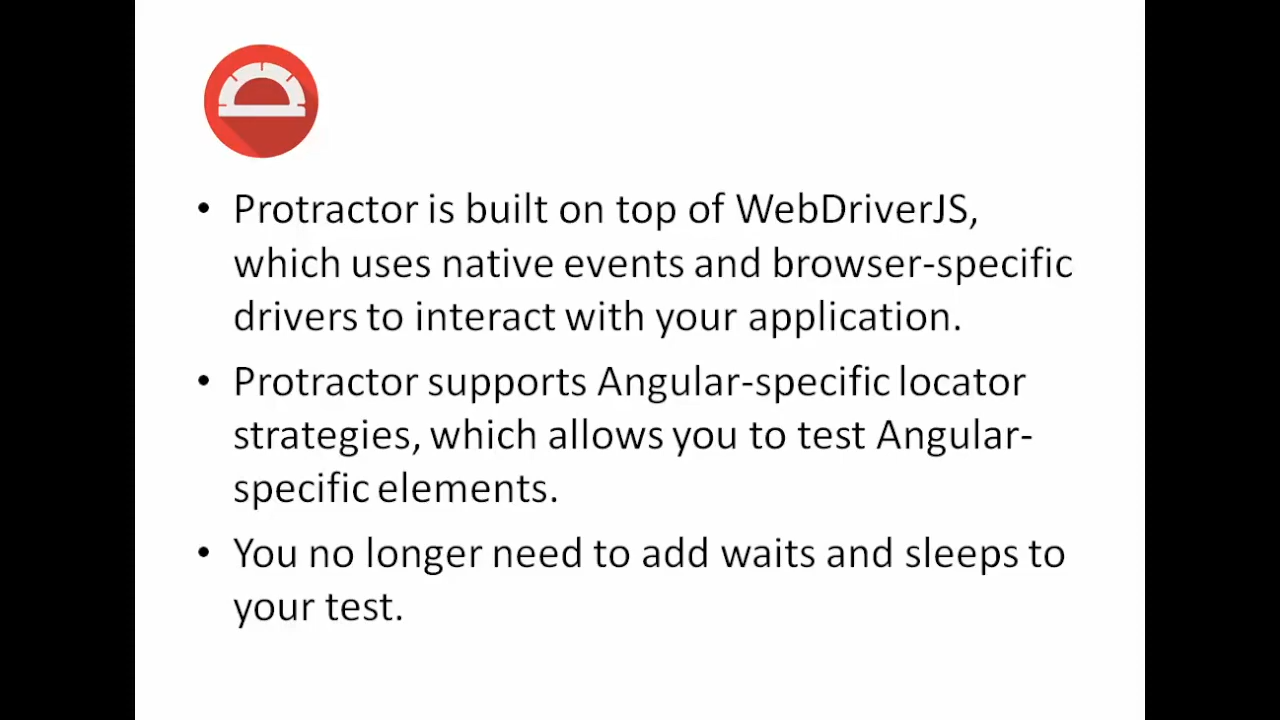 • Protractor is built on top of WebDriverJS,
which uses native events and browser-specific
drivers to interact with your application.
• Protractor supports Angular-specific locator
strategies, which allows you to test Angular-
specific elements.
• You no longer need to add waits and sleeps to
your test.